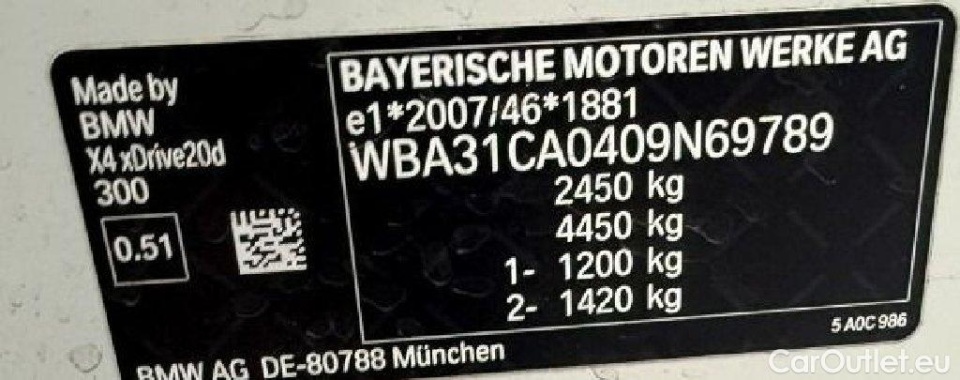 Made by
BMW
X4 xDrive20d
300
0.51
BAYERISCHE MOTOREN WERKE AG
e1*2007/46*1881
WBA31CA0409N69789
2450 kg
4450 kg
1- 1200 kg
2- 1420 kg
5 A0C 986
BMW AG DE-80788 München
CarOutlet.eu